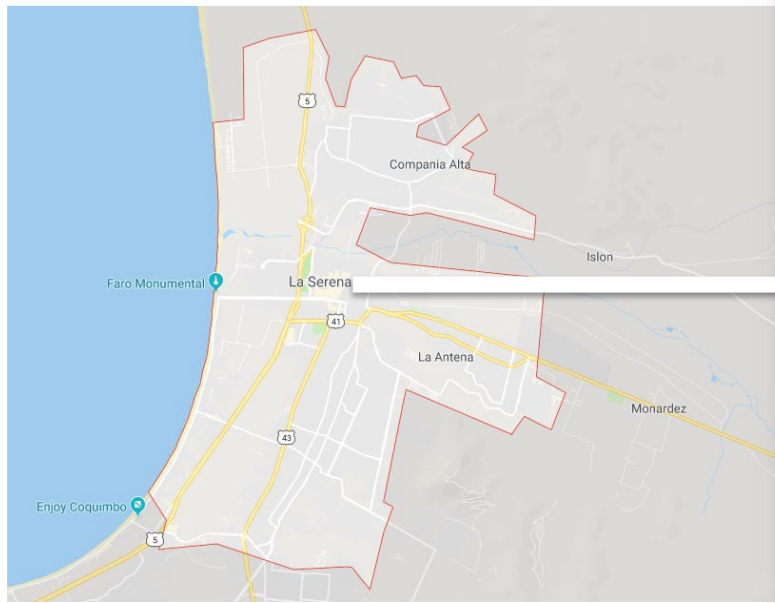 5
Compania Alta
Islon
Faro Monumental
La Serena
41
La Antena
Monardez
43
Enjoy Coquimbo
5